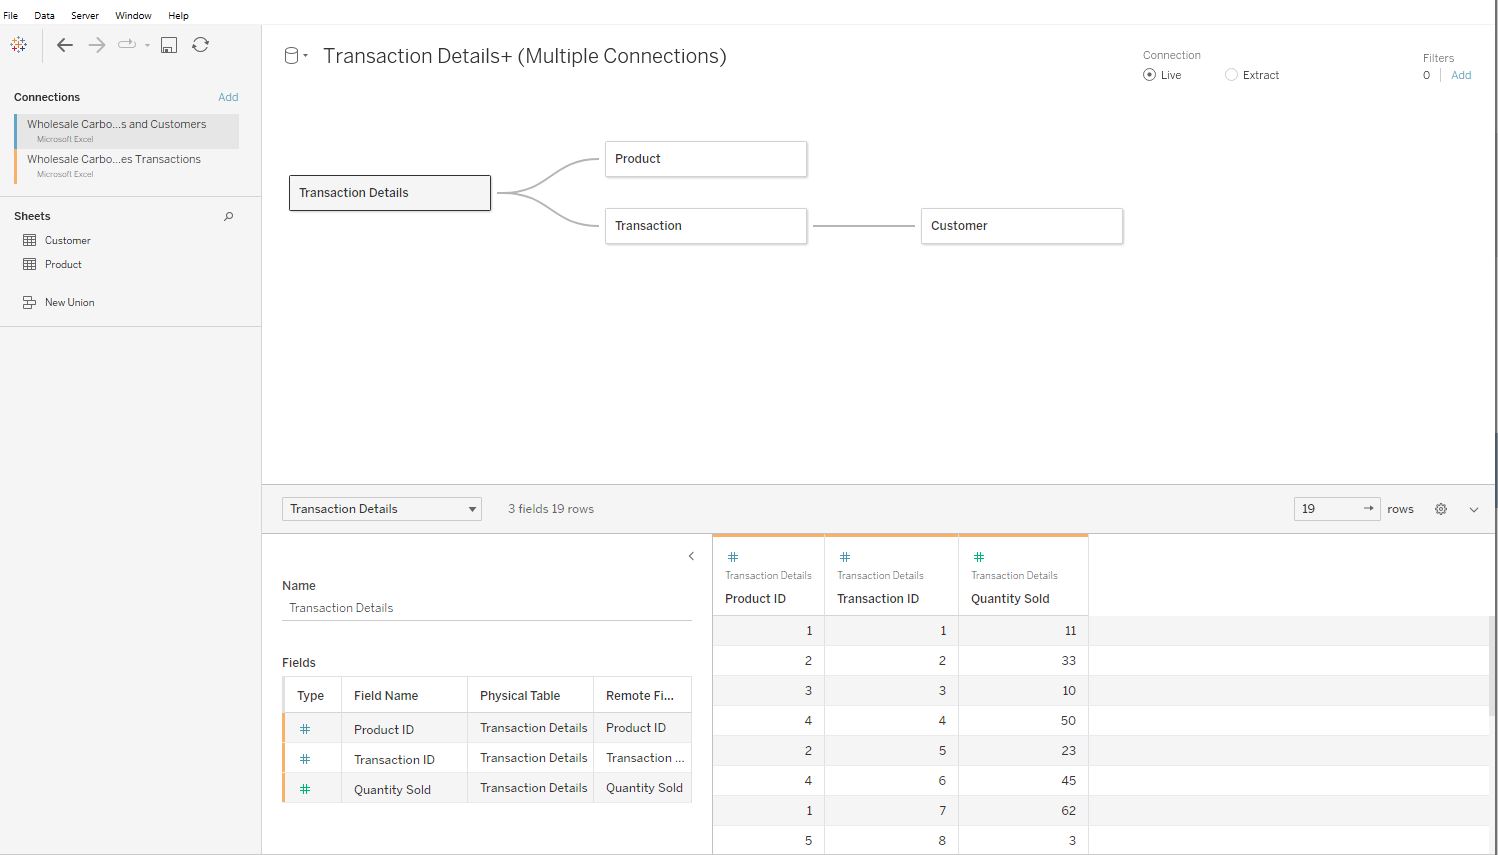 File Data Server Window Help
Transaction Details+ (Multiple Connections)
Connection
Live Extract
Filters
0 Add
Connections Add
Wholesale Carbo...s and Customers
Microsoft Excel
Wholesale Carbo...es Transactions
Microsoft Excel
Sheets
Customer
Product
New Union
Transaction Details
Product
Transaction
Customer
Transaction Details 3 fields 19 rows 19 rows
Name
Transaction Details
Fields
Type Field Name Physical Table Remote Fi...
Product ID Transaction Details Product ID
Transaction ID Transaction Details Transaction ...
Quantity Sold Transaction Details Quantity Sold
Transaction Details Transaction Details Transaction Details
Product ID Transaction ID Quantity Sold
1 1 11
2 2 33
3 3 10
4 4 50
2 5 23
4 6 45
1 7 62
5 8 3